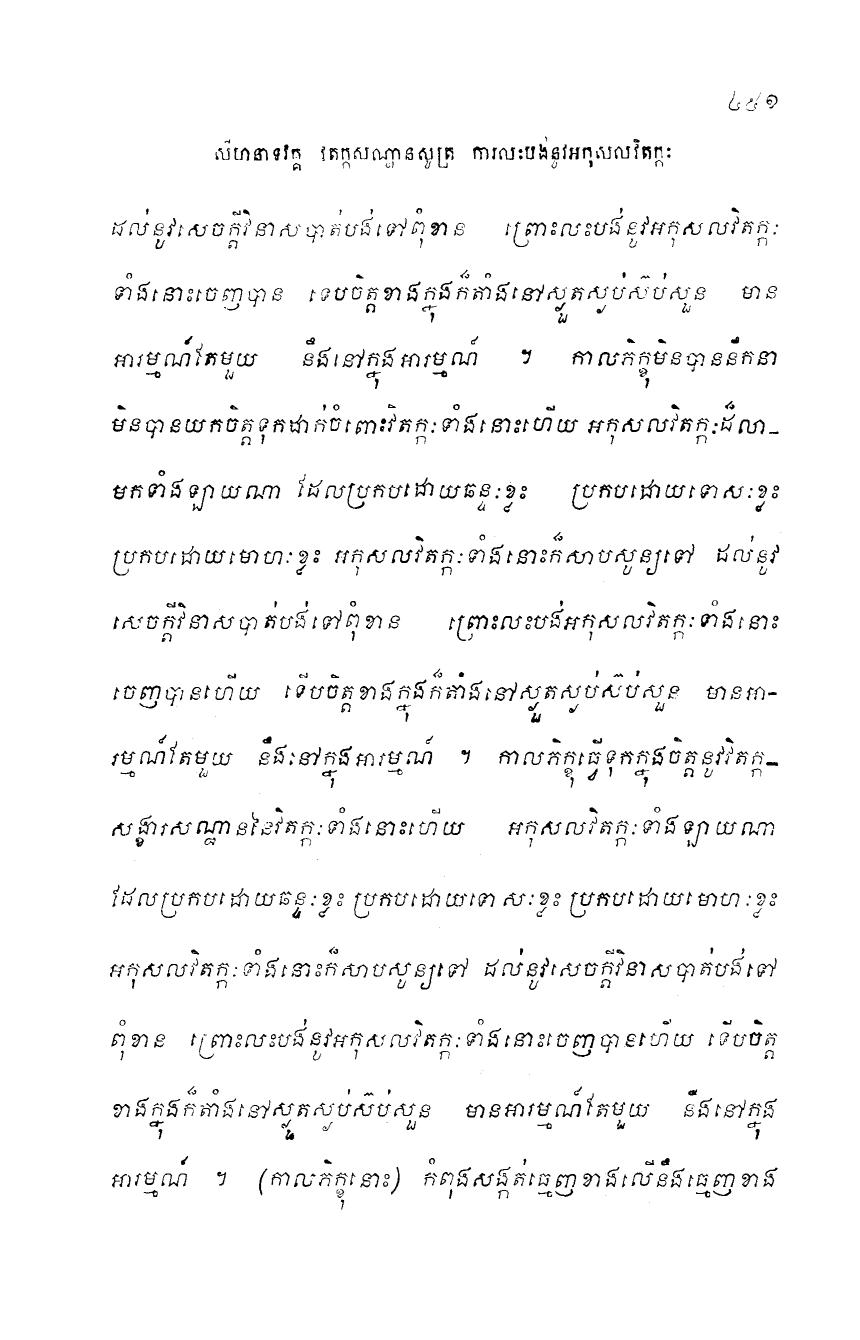 ៤៥១
សីហនាទវគ្គ វិតក្កសណ្ឋានសូត្រ ការលះបង់នូវអកុសលវិតក្កៈ
ដល់នូវសេចក្តីវិនាសបាត់បង់ទៅពុំខាន ព្រោះលះបង់នូវអកុសលវិតក្កៈ
ទាំងនោះចេញបាន ទើបចិត្តខាងក្នុងក៏តាំងនៅស្លូតស្ងប់ស៊ប់សួន មាន
អារម្មណ៍តែមួយ នឹងនៅក្នុងអារម្មណ៍ ។ កាលភិក្ខុមិនបាននឹកនា
មិនបានយកចិត្តទុកដាក់ចំពោះវិតក្កៈទាំងនោះហើយ អកុសលវិតក្កៈដ៏លា-
មកទាំងឡាយណា ដែលប្រកបដោយឆន្ទៈខ្លះ ប្រកបដោយទោសៈខ្លះ
ប្រកបដោយមោហៈខ្លះ អកុសលវិតក្កៈទាំងនោះក៏សាបសូន្យទៅ ដល់នូវ
សេចក្តីវិនាសបាត់បង់ទៅពុំខាន ព្រោះលះបង់អកុសលវិតក្កៈទាំងនោះ
ចេញបានហើយ ទើបចិត្តខាងក្នុងក៏តាំងនៅស្លូតស្ងប់ស៊ប់សួន មានអា-
រម្មណ៍តែមួយ នឹងនៅក្នុងអារម្មណ៍ ។ កាលភិក្ខុធ្វើទុកក្នុងចិត្តនូវវិតក្ក-
សង្ខារសណ្ឋាននៃវិតក្កៈទាំងនោះហើយ អកុសលវិតក្កៈទាំងឡាយណា
ដែលប្រកបដោយឆន្ទៈខ្លះ ប្រកបដោយទោសៈខ្លះ ប្រកបដោយមោហៈខ្លះ
អកុសលវិតក្កៈទាំងនោះក៏សាបសូន្យទៅ ដល់នូវសេចក្តីវិនាសបាត់បង់ទៅ
ពុំខាន ព្រោះលះបង់នូវអកុសលវិតក្កៈទាំងនោះចេញបានហើយ ទើបចិត្ត
ខាងក្នុងក៏តាំងនៅស្លូតស្ងប់ស៊ប់សួន មានអារម្មណ៍តែមួយ នឹងនៅក្នុង
អារម្មណ៍ ។ (កាលភិក្ខុនោះ) កំពុងសង្កត់ធ្មេញខាងលើនឹងធ្មេញខាង